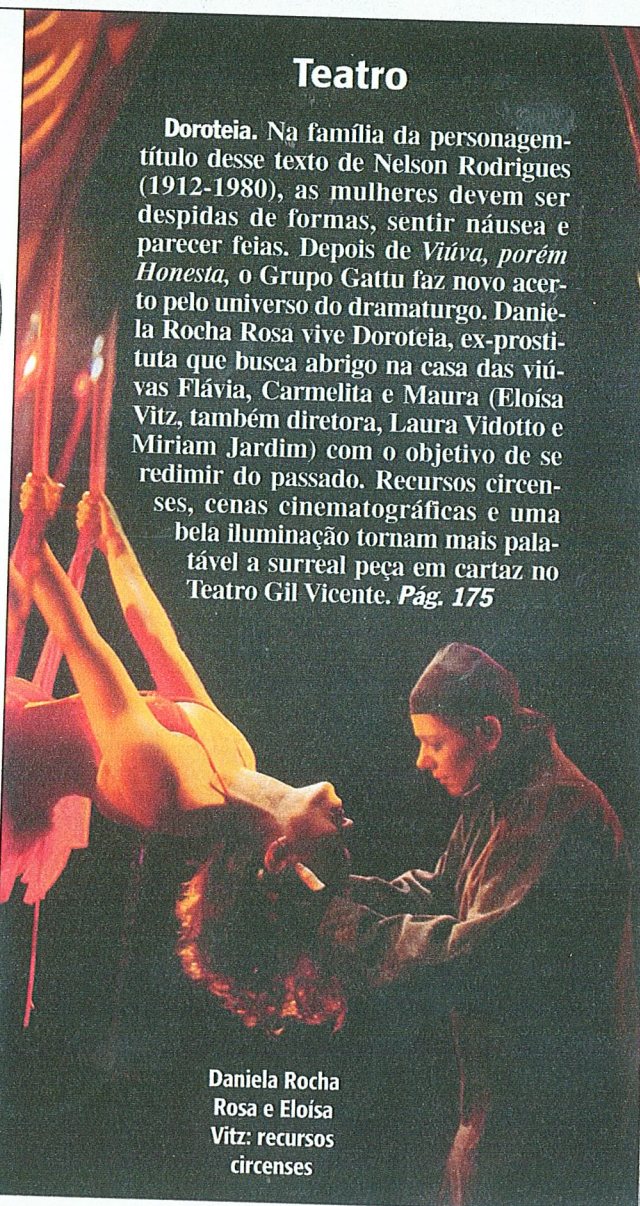 Teatro
Doroteia. Na família da personagem-
título desse texto de Nelson Rodrigues
(1912-1980), as mulheres devem ser
despidas de formas, sentir náusea e
parecer feias. Depois de Viúva, porém
Honesta, o Grupo Gattu faz novo acer-
to pelo universo do dramaturgo. Danie-
la Rocha Rosa vive Doroteia, ex-prosti-
tuta que busca abrigo na casa das viú-
vas Flávia, Carmelita e Maura (Eloísa
Vitz, também diretora, Laura Vidotto e
Miriam Jardim) com o objetivo de se
redimir do passado. Recursos circen-
ses, cenas cinematográficas e uma
bela iluminação tornam mais pala-
tável a surreal peça em cartaz no
Teatro Gil Vicente. Pág. 175
Daniela Rocha
Rosa e Eloísa
Vitz: recursos
circenses